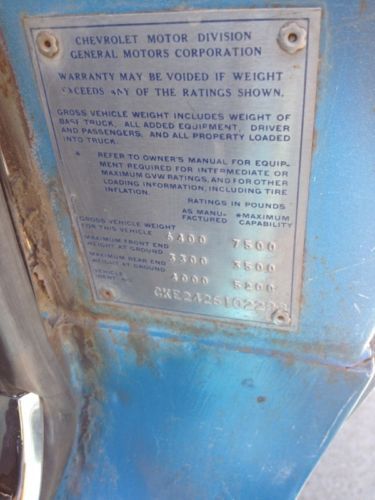 CHEVROLET MOTOR DIVISION
GENERAL MOTORS CORPORATION
WARRANTY MAY BE VOIDED IF WEIGHT
EXCEEDS ANY OF THE RATINGS SHOWN.
GROSS VEHICLE WEIGHT INCLUDES WEIGHT OF
BASE TRUCK, ALL ADDED EQUIPMENT, DRIVER
AND PASSENGERS, AND ALL PROPERTY LOADED
INTO TRUCK.
* REFER TO OWNER'S MANUAL FOR EQUIP-
MENT REQUIRED FOR INTERMEDIATE OR
MAXIMUM GVW RATINGS, AND FOR OTHER
LOADING INFORMATION, INCLUDING TIRE
INFLATION.
RATINGS IN POUNDS
AS MANU- *MAXIMUM
FACTURED CAPABILITY
GROSS VEHICLE WEIGHT
FOR THIS VEHICLE 6400 7500
MAXIMUM FRONT END
WEIGHT AT GROUND 3300 3500
MAXIMUM REAR END
WEIGHT AT GROUND 4000 5200
VEHICLE
IDENT. NO.